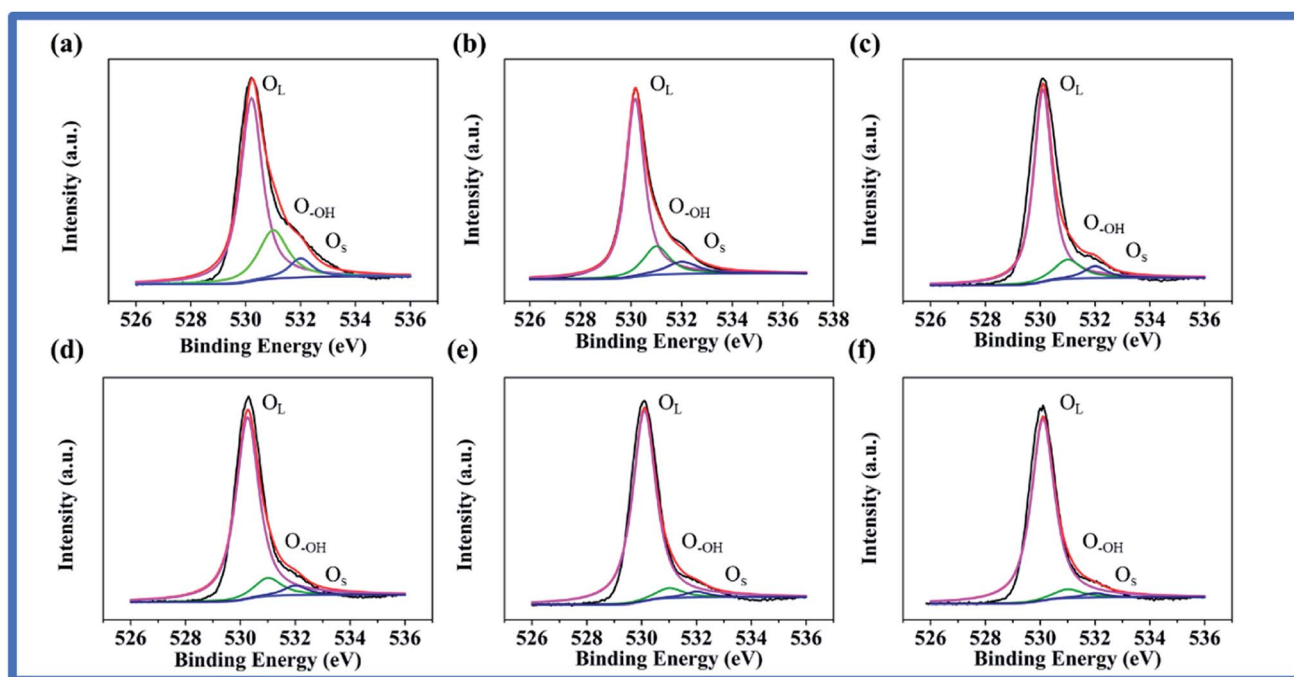 (a)
O_L
O_-OH
O_s
Intensity (a.u.)
526 528 530 532 534 536
Binding Energy (eV)
(b)
O_L
O_-OH
O_s
Intensity (a.u.)
526 528 530 532 534 536 538
Binding Energy (eV)
(c)
O_L
O_-OH
O_s
Intensity (a.u.)
526 528 530 532 534 536
Binding Energy (eV)
(d)
O_L
O_-OH
O_s
Intensity (a.u.)
526 528 530 532 534 536
Binding Energy (eV)
(e)
O_L
O_-OH
O_s
Intensity (a.u.)
526 528 530 532 534 536
Binding Energy (eV)
(f)
O_L
O_-OH
O_s
Intensity (a.u.)
526 528 530 532 534 536
Binding Energy (eV)